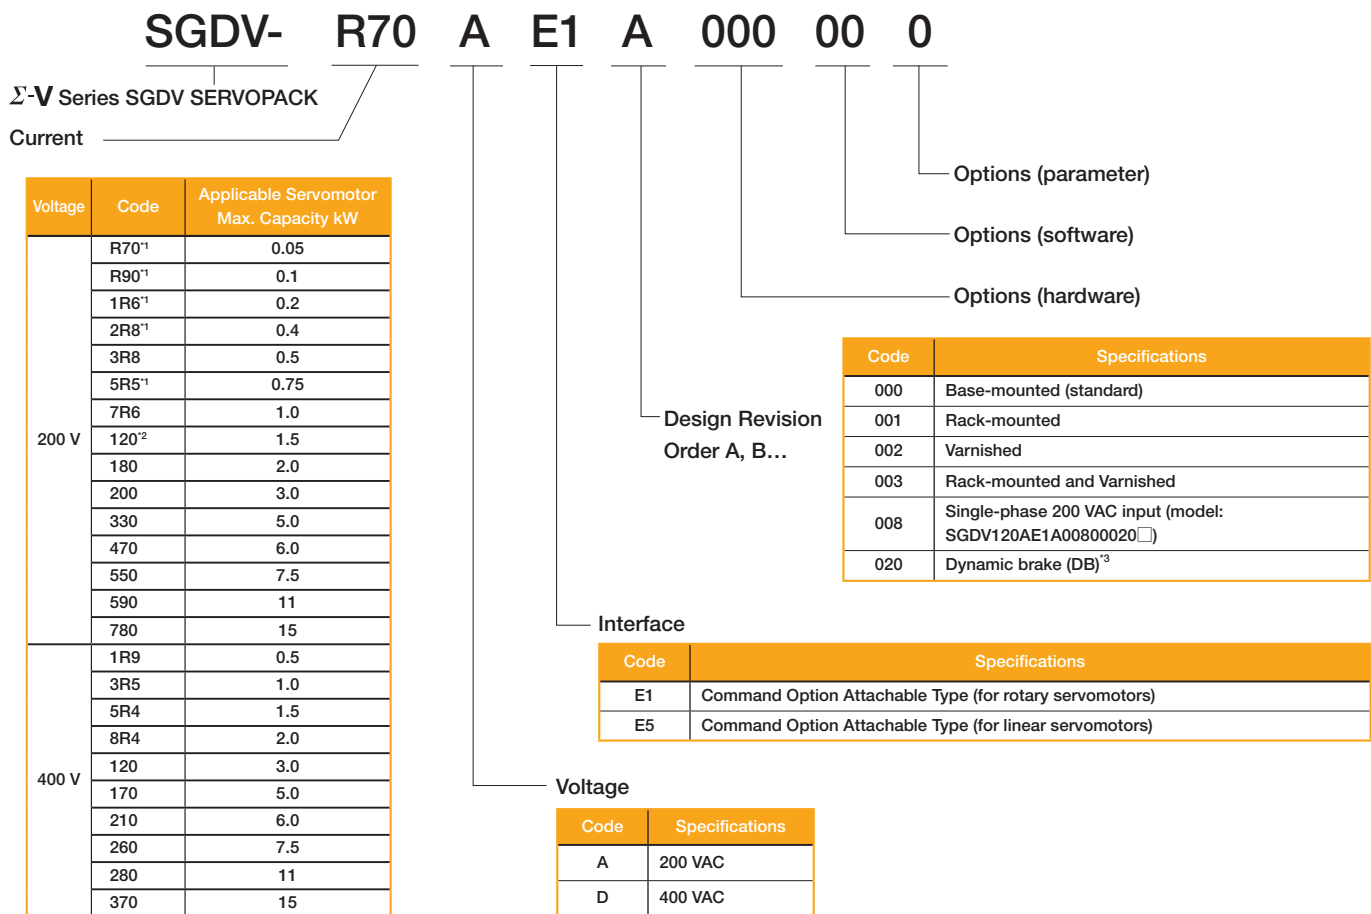 SGDV- R70 A E1 A 000 00 0
Σ-V Series SGDV SERVOPACK
Current
Voltage Code Applicable Servomotor Max. Capacity kW
200 V
R70*1 0.05
R90*1 0.1
1R6*1 0.2
2R8*1 0.4
3R8 0.5
5R5*1 0.75
7R6 1.0
120*2 1.5
180 2.0
200 3.0
330 5.0
470 6.0
550 7.5
590 11
780 15
400 V
1R9 0.5
3R5 1.0
5R4 1.5
8R4 2.0
120 3.0
170 5.0
210 6.0
260 7.5
280 11
370 15
Options (parameter)
Options (software)
Options (hardware)
Code Specifications
000 Base-mounted (standard)
001 Rack-mounted
002 Varnished
003 Rack-mounted and Varnished
008 Single-phase 200 VAC input (model:
SGDV120AE1A00800020□)
020 Dynamic brake (DB)*3
Design Revision
Order A, B…
Interface
Code Specifications
E1 Command Option Attachable Type (for rotary servomotors)
E5 Command Option Attachable Type (for linear servomotors)
Voltage
Code Specifications
A 200 VAC
D 400 VAC